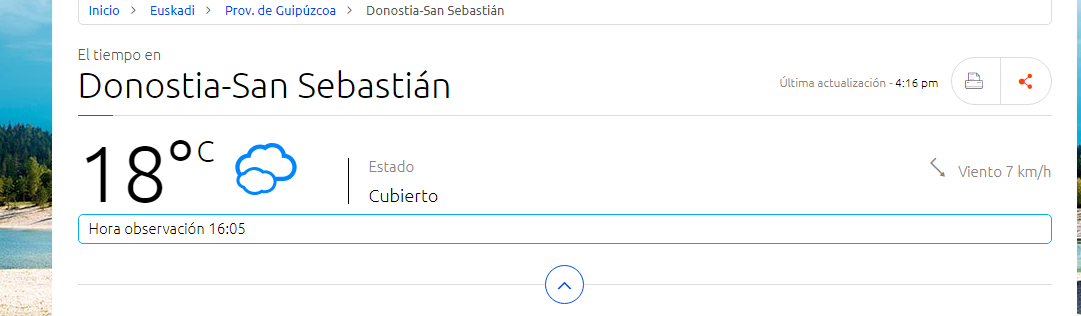 Inicio > Euskadi > Prov. de Guipúzcoa > Donostia-San Sebastián
El tiempo en
Donostia-San Sebastián
Última actualización - 4:16 pm
18°C
Estado
Cubierto
Viento 7 km/h
Hora observación 16:05